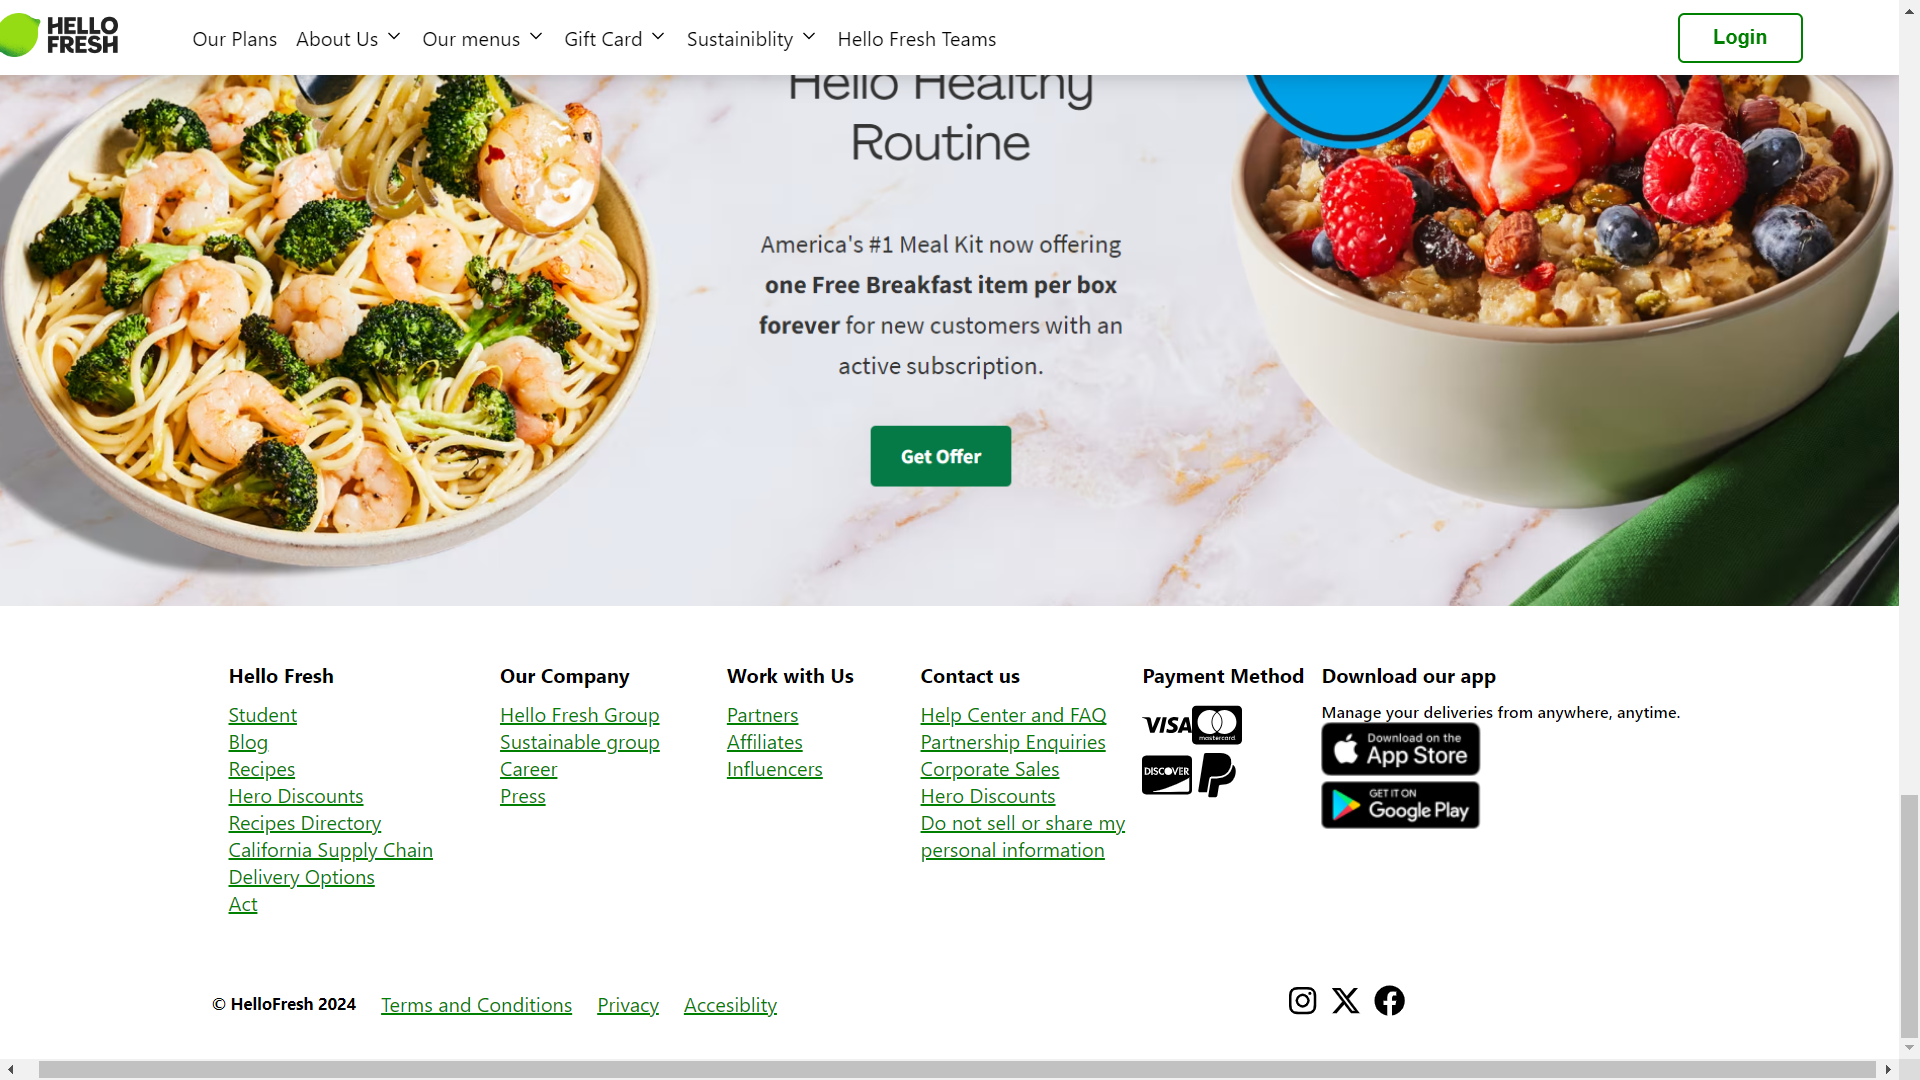 HELLO
FRESH
Our Plans About Us Our menus Gift Card Sustainiblity Hello Fresh Teams Login
Hello Healthy
Routine
America's #1 Meal Kit now offering
one Free Breakfast item per box
forever for new customers with an
active subscription.
Get Offer
Hello Fresh
Student
Blog
Recipes
Hero Discounts
Recipes Directory
California Supply Chain
Delivery Options
Act
Our Company
Hello Fresh Group
Sustainable group
Career
Press
Work with Us
Partners
Affiliates
Influencers
Contact us
Help Center and FAQ
Partnership Enquiries
Corporate Sales
Hero Discounts
Do not sell or share my
personal information
Payment Method
VISA
mastercard
DISCOVER
Download our app
Manage your deliveries from anywhere, anytime.
Download on the
App Store
GET IT ON
Google Play
© HelloFresh 2024 Terms and Conditions Privacy Accesiblity